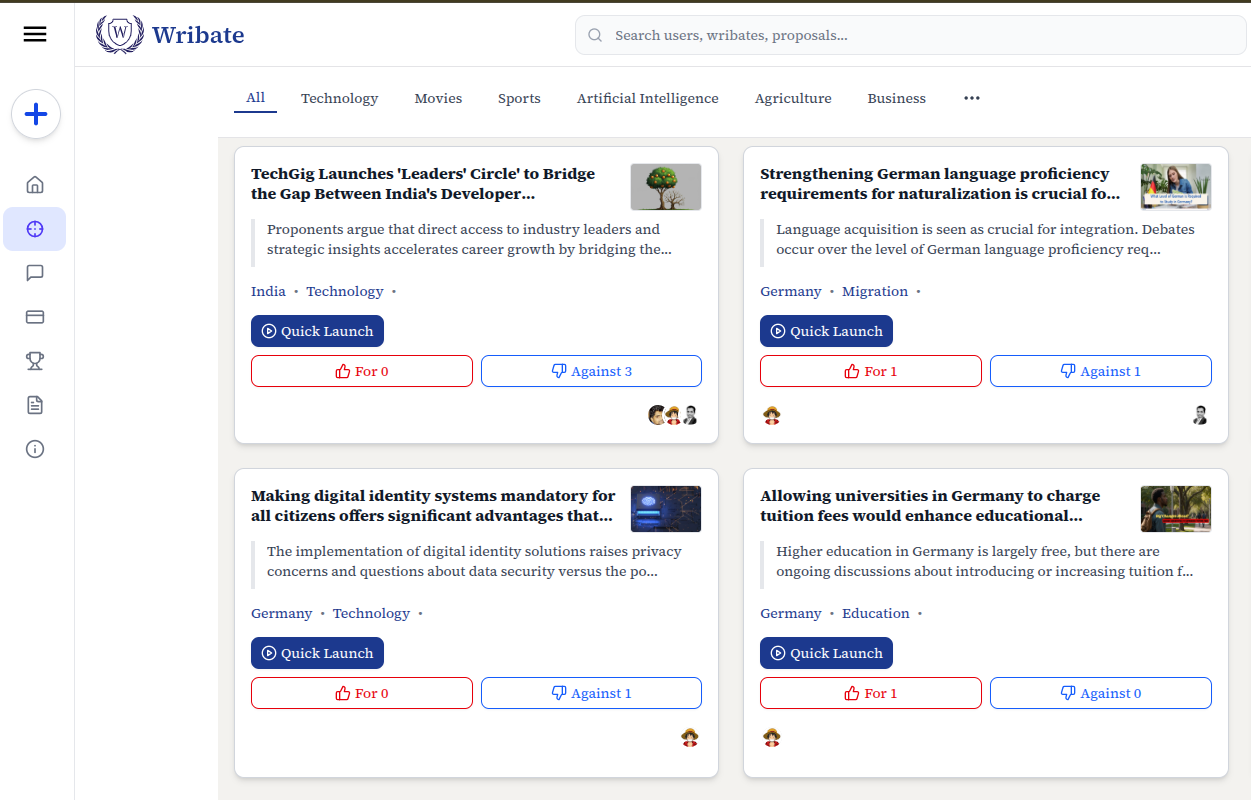 W Wribate
Search users, wribates, proposals...
All Technology Movies Sports Artificial Intelligence Agriculture Business •••
TechGig Launches 'Leaders' Circle' to Bridge
the Gap Between India's Developer...
Proponents argue that direct access to industry leaders and
strategic insights accelerates career growth by bridging the...
India • Technology •
Quick Launch
For 0 Against 3
Strengthening German language proficiency
requirements for naturalization is crucial fo...
Language acquisition is seen as crucial for integration. Debates
occur over the level of German language proficiency req...
Germany • Migration •
Quick Launch
For 1 Against 1
Making digital identity systems mandatory for
all citizens offers significant advantages that...
The implementation of digital identity solutions raises privacy
concerns and questions about data security versus the po...
Germany • Technology •
Quick Launch
For 0 Against 1
Allowing universities in Germany to charge
tuition fees would enhance educational...
Higher education in Germany is largely free, but there are
ongoing discussions about introducing or increasing tuition f...
Germany • Education •
Quick Launch
For 1 Against 0